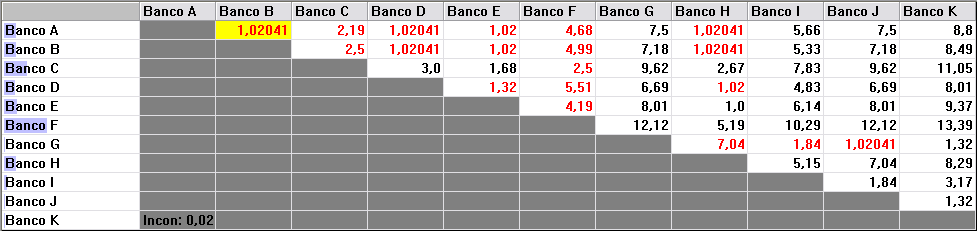 Banco A Banco B Banco C Banco D Banco E Banco F Banco G Banco H Banco I Banco J Banco K
Banco A 1,02041 2,19 1,02041 1,02 4,68 7,5 1,02041 5,66 7,5 8,8
Banco B 2,5 1,02041 1,02 4,99 7,18 1,02041 5,33 7,18 8,49
Banco C 3,0 1,68 2,5 9,62 2,67 7,83 9,62 11,05
Banco D 1,32 5,51 6,69 1,02 4,83 6,69 8,01
Banco E 4,19 8,01 1,0 6,14 8,01 9,37
Banco F 12,12 5,19 10,29 12,12 13,39
Banco G 7,04 1,84 1,02041 1,32
Banco H 5,15 7,04 8,29
Banco I 1,84 3,17
Banco J 1,32
Banco K Incon: 0,02